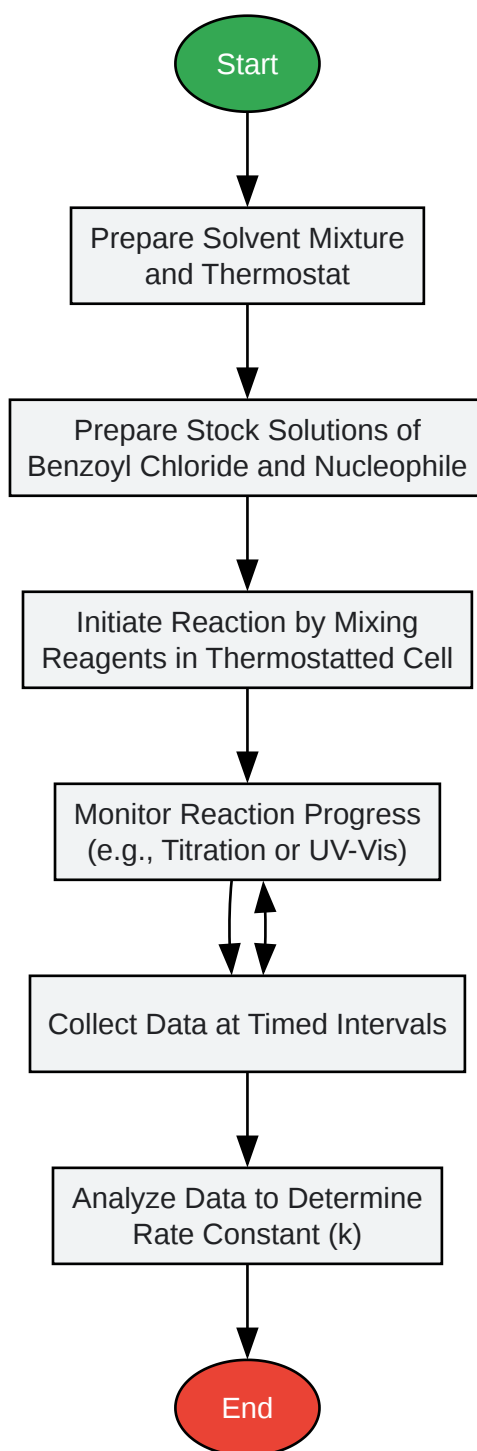 Start
Prepare Solvent Mixture
and Thermostat
Prepare Stock Solutions of
Benzoyl Chloride and Nucleophile
Initiate Reaction by Mixing
Reagents in Thermostatted Cell
Monitor Reaction Progress
(e.g., Titration or UV-Vis)
Collect Data at Timed Intervals
Analyze Data to Determine
Rate Constant (k)
End